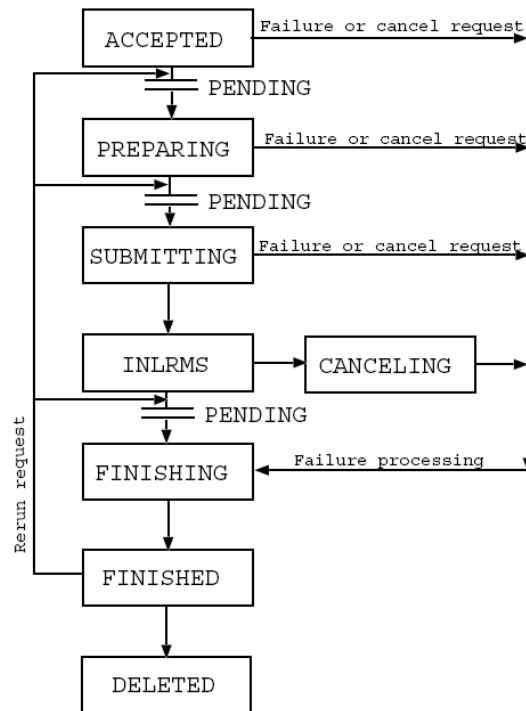 Failure or cancel request
ACCEPTED
PENDING
Failure or cancel request
PREPARING
PENDING
Failure or cancel request
SUBMITTING
INLRMS
CANCELING
PENDING
Failure processing
FINISHING
Rerun request
FINISHED
DELETED